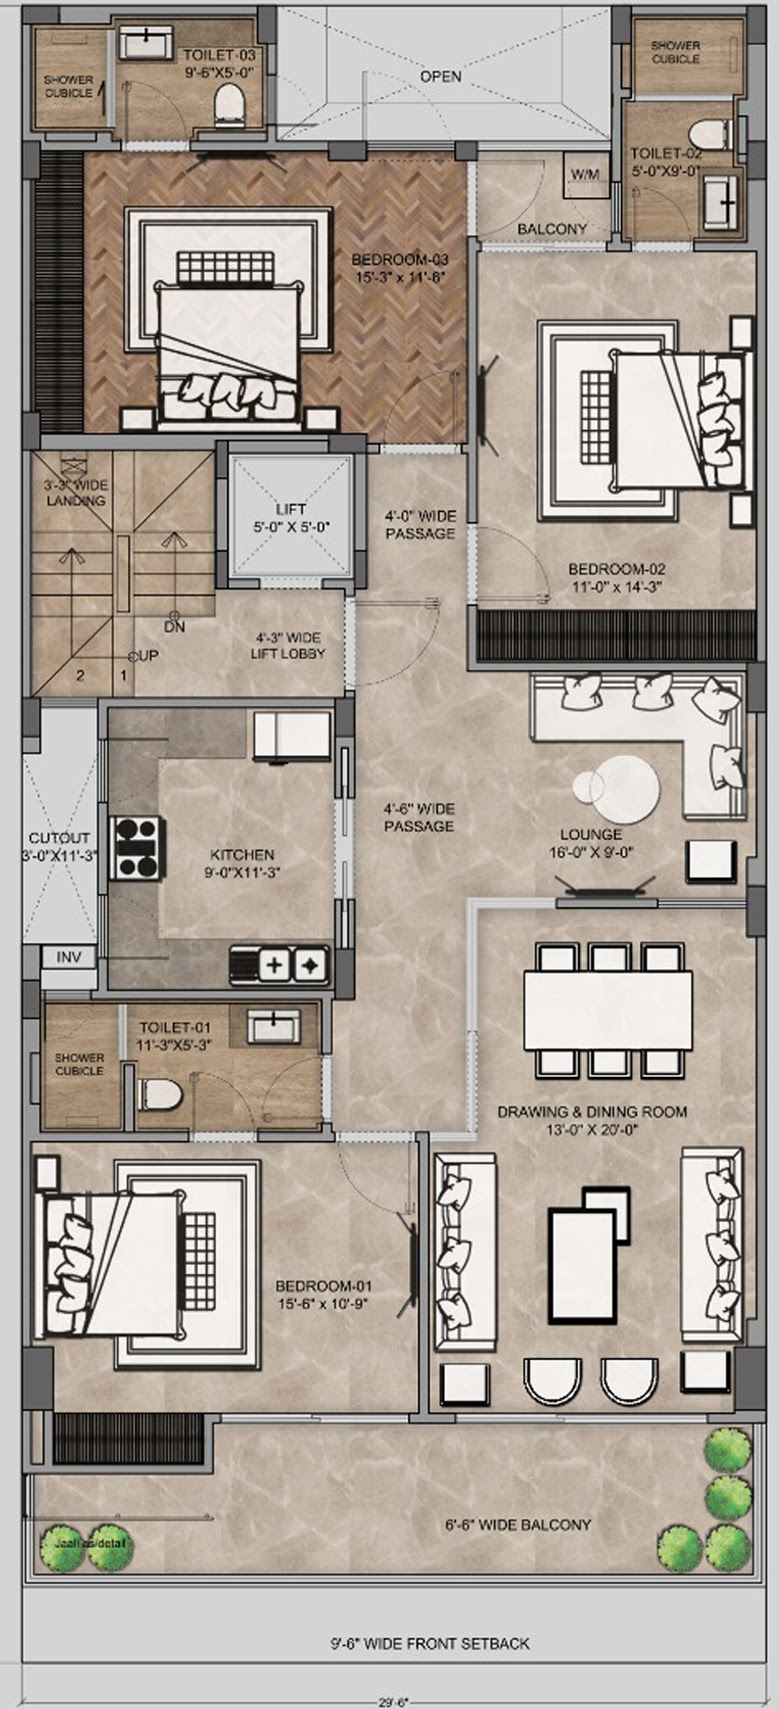 TOILET-03
9'-6"X5'-0"
SHOWER
CUBICLE
OPEN
SHOWER
CUBICLE
TOILET-02
5'-0"X9'-0"
W/M
BALCONY
BEDROOM-03
15'-3" x 11'-6"
3'-3" WIDE
LANDING
LIFT
5'-0" X 5'-0"
4'-0" WIDE
PASSAGE
BEDROOM-02
11'-0" x 14'-3"
DN
UP
2 1
4'-3" WIDE
LIFT LOBBY
CUTOUT
3'-0"X11'-3"
KITCHEN
9'-0"X11'-3"
4'-6" WIDE
PASSAGE
LOUNGE
16'-0" X 9'-0"
INV
TOILET-01
11'-3"X5'-3"
SHOWER
CUBICLE
DRAWING & DINING ROOM
13'-0" X 20'-0"
BEDROOM-01
15'-6" x 10'-9"
6'-6" WIDE BALCONY
Jaali as/detail
9'-6" WIDE FRONT SETBACK
29'-6"